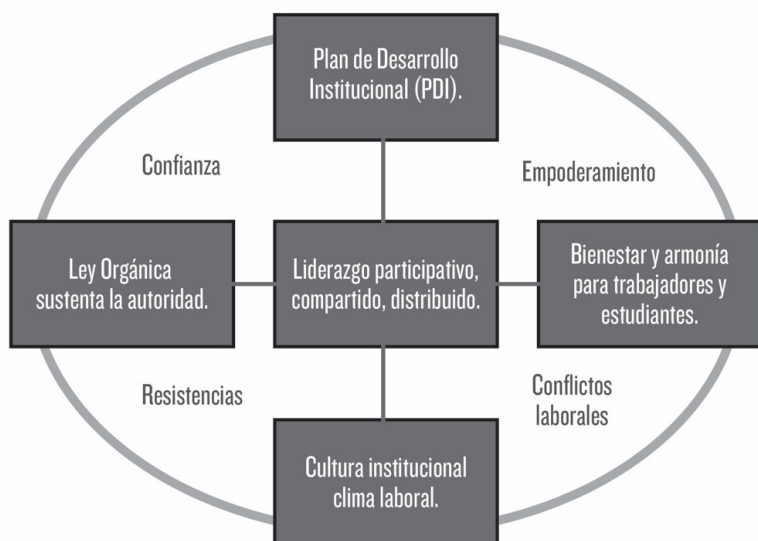 Plan de Desarrollo
Institucional (PDI).
Confianza
Empoderamiento
Ley Orgánica
sustenta la autoridad.
Liderazgo participativo,
compartido, distribuido.
Bienestar y armonía
para trabajadores y
estudiantes.
Resistencias
Conflictos
laborales
Cultura institucional
clima laboral.